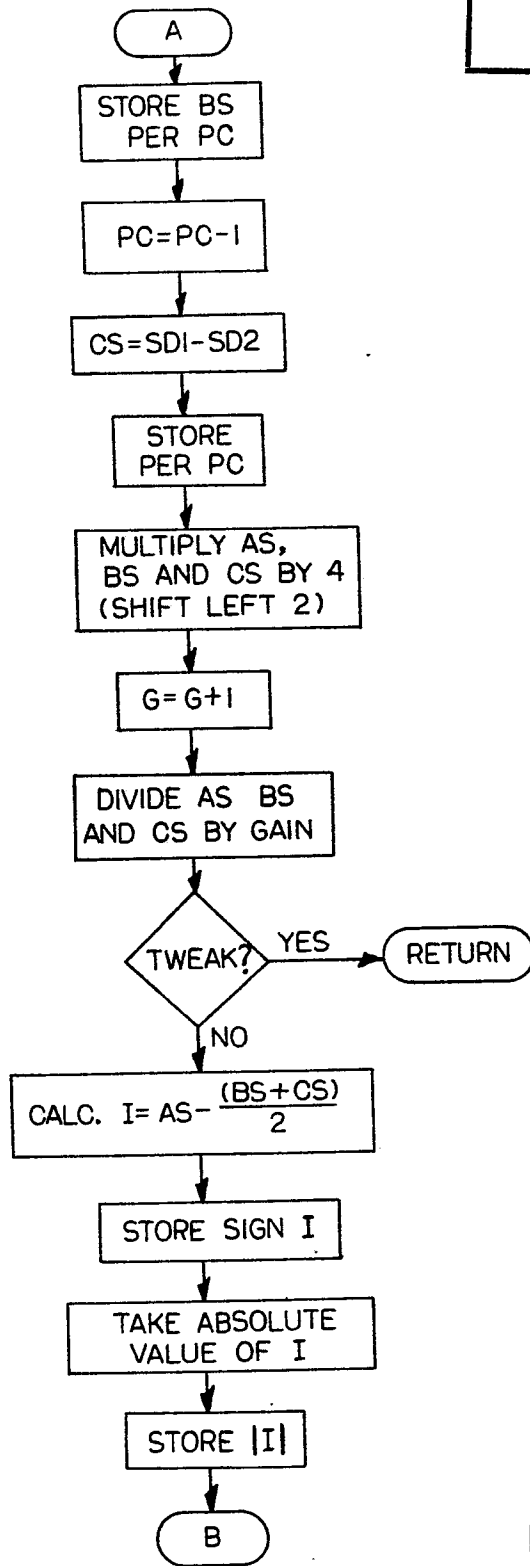 A
STORE BS
PER PC
PC=PC-1
CS=SD1-SD2
STORE
PER PC
MULTIPLY AS,
BS AND CS BY 4
(SHIFT LEFT 2)
G=G+1
DIVIDE AS BS
AND CS BY GAIN
TWEAK?
YES
RETURN
NO
CALC. I=AS-(BS+CS)/2
STORE SIGN I
TAKE ABSOLUTE
VALUE OF I
STORE |I|
B